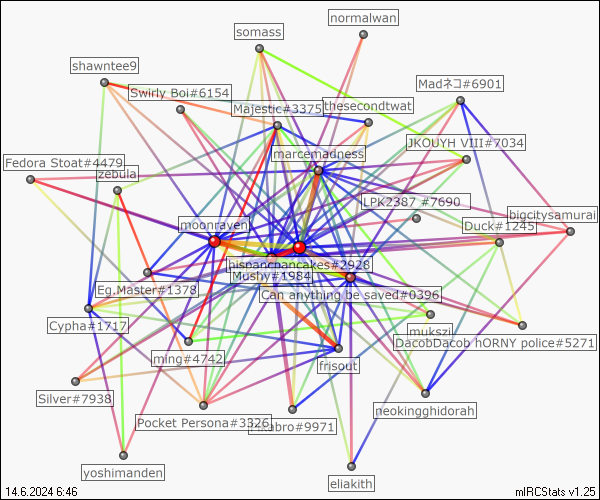 normalwan
somass
shawntee9
Madネコ#6901
Swirly Boi#6154
Majestic#3375
thesecondtwat
JKOUYH VIII#7034
marcemadness
Fedora Stoat#4479
zebula
LPK2387 #7690
bigcitysamurai
moonraven
Duck#1245
hispanicpancakes#2928
Mushy#1984
Eg.Master#1378
Can anything be saved#0396
Cypha#1717
mukszi
DacobDacob hORNY police#5271
ming#4742
frisout
Silver#7938
neokingghidorah
Pocket Persona#3326
abro#9971
yoshimanden
eliakith
14.6.2024 6:46
mIRCStats v1.25